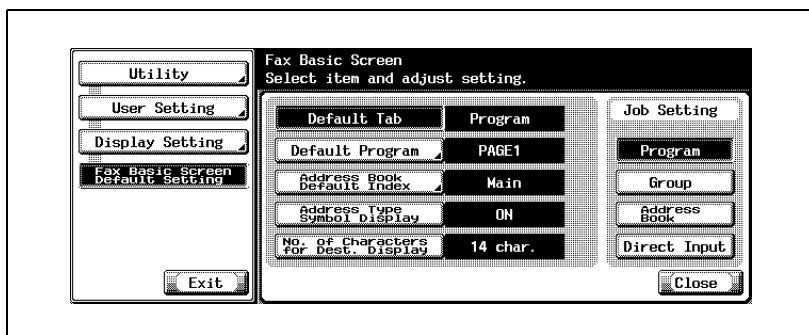 Utility
User Setting
Display Setting
Fax Basic Screen
Default Setting
Exit
Fax Basic Screen
Select item and adjust setting.
Default Tab
Program
Default Program
PAGE1
Address Book
Default Index
Main
Address Type
Symbol Display
ON
No. of Characters
for Dest. Display
14 char.
Job Setting
Program
Group
Address
Book
Direct Input
Close